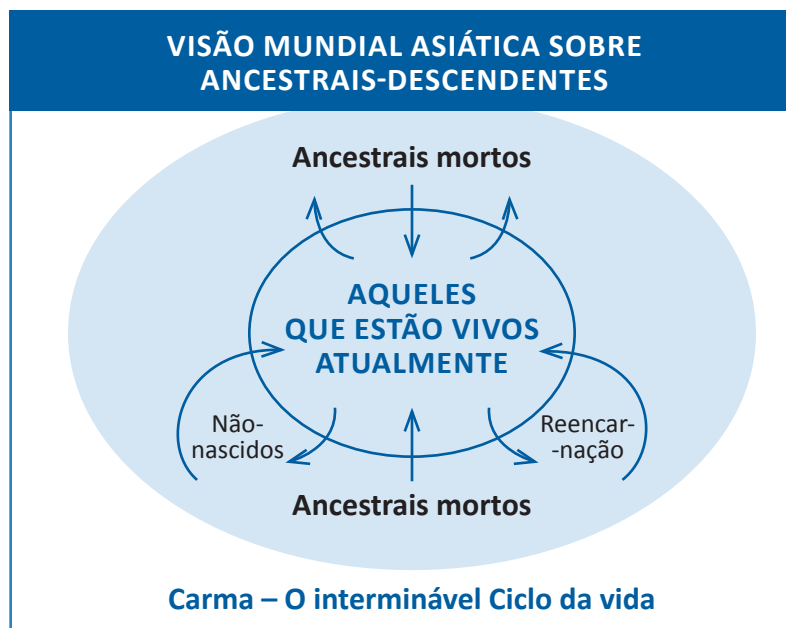 VISÃO MUNDIAL ASIÁTICA SOBRE
ANCESTRAIS-DESCENDENTES
Ancestrais mortos
AQUELES
QUE ESTÃO VIVOS
ATUALMENTE
Não-
nascidos
Reencar-
-nação
Ancestrais mortos
Carma – O interminável Ciclo da vida